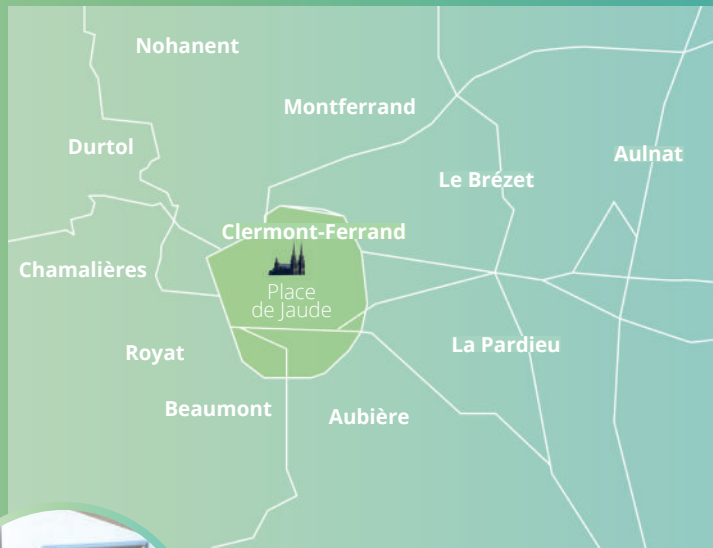 Nohanent
Montferrand
Durtol
Aulnat
Le Brézet
Clermont-Ferrand
Chamalières
Place
de Jaude
La Pardieu
Royat
Beaumont
Aubière